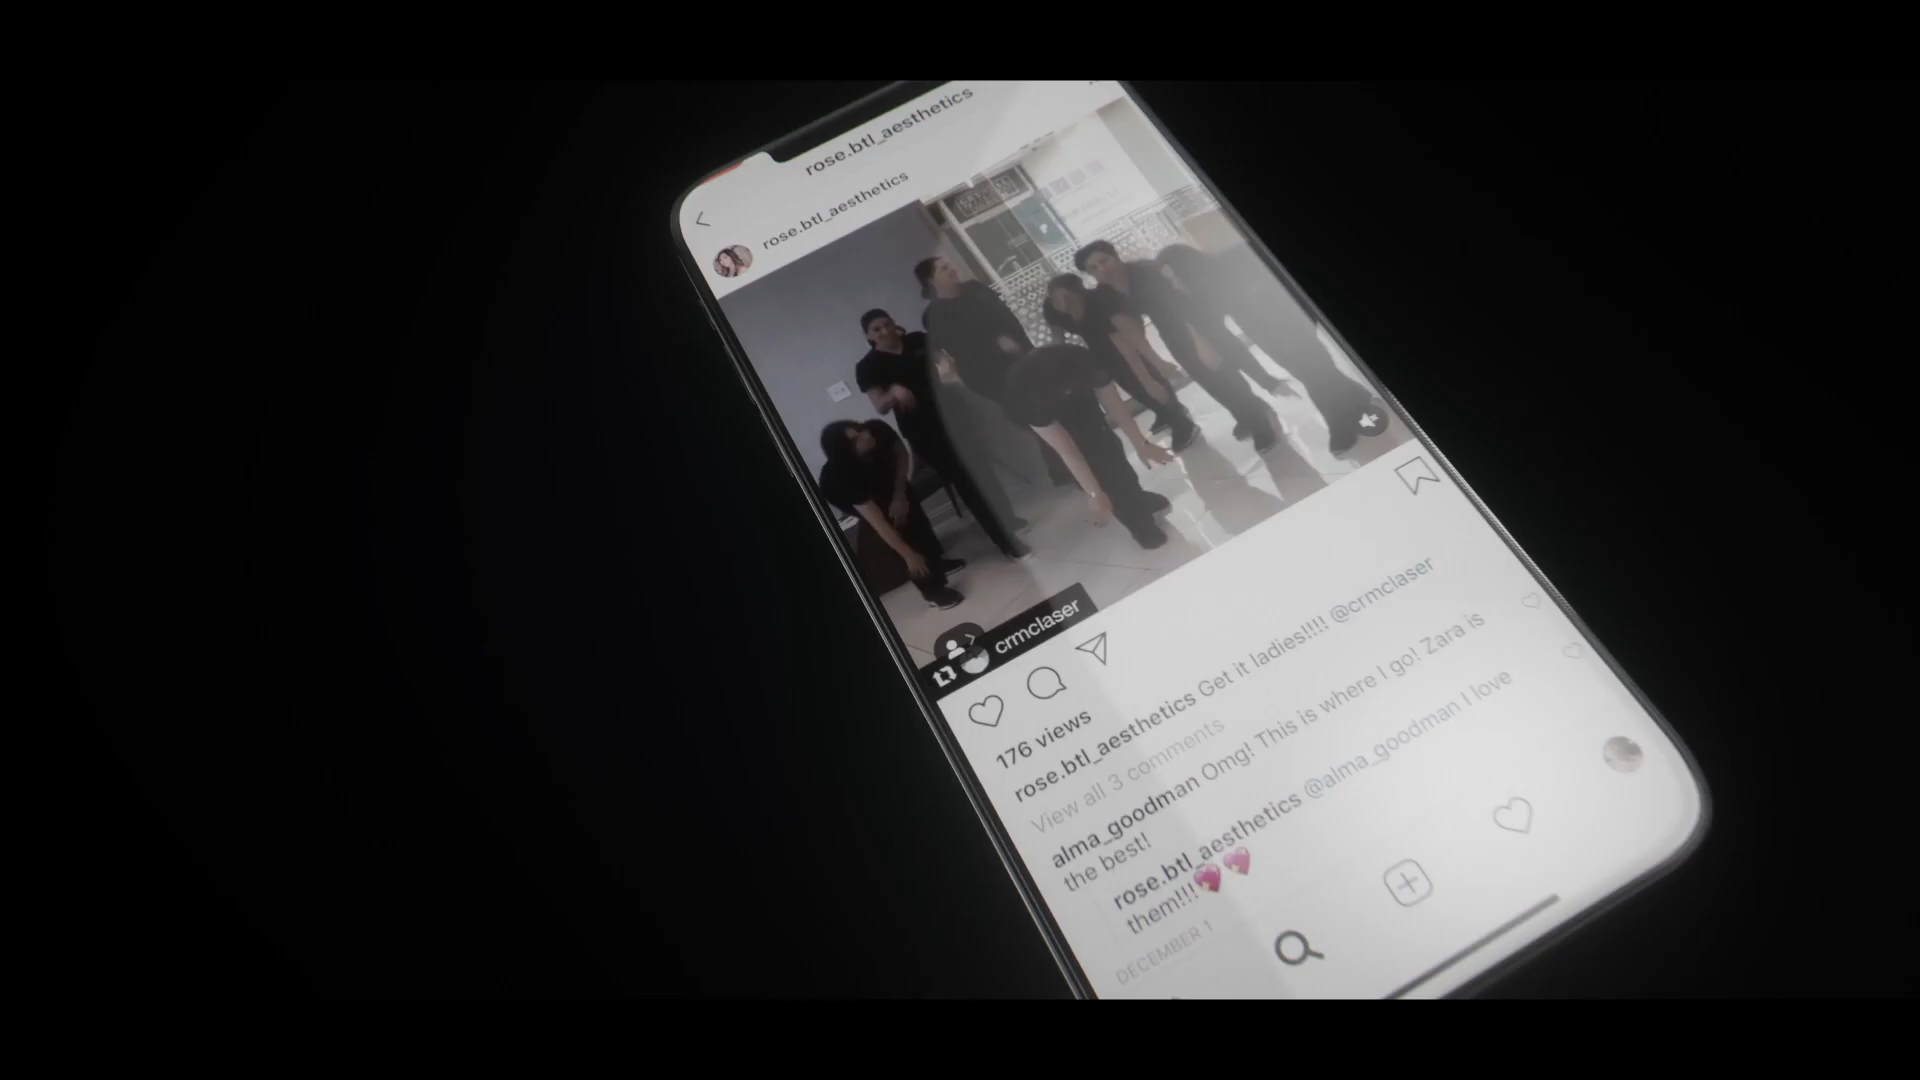 rose.btl_aesthetics
rose.btl_aesthetics
crmclaser
176 views
rose.btl_aesthetics Get it ladies!!!! @crmclaser
View all 3 comments
alma_goodman Omg! This is where I go! Zara is
the best!
rose.btl_aesthetics @alma_goodman I love
them!!!💓💓
DECEMBER 1